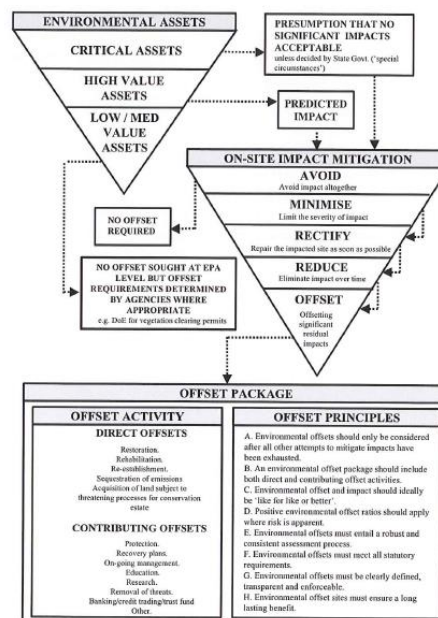 ENVIRONMENTAL ASSETS
CRITICAL ASSETS
HIGH VALUE
ASSETS
LOW / MED
VALUE
ASSETS
PRESUMPTION THAT NO
SIGNIFICANT IMPACTS
ACCEPTABLE
unless decided by State Govt. ('special
circumstances')
PREDICTED
IMPACT
ON-SITE IMPACT MITIGATION
AVOID
Avoid impact altogether
MINIMISE
Limit the severity of impact
RECTIFY
Repair the impacted site as soon as possible
REDUCE
Eliminate impact over time
OFFSET
Offsetting
significant
residual
impacts
NO OFFSET
REQUIRED
NO OFFSET SOUGHT AT EPA
LEVEL BUT OFFSET
REQUIREMENTS DETERMINED
BY AGENCIES WHERE
APPROPRIATE
e.g. DoE for vegetation clearing permits
OFFSET PACKAGE
OFFSET ACTIVITY
DIRECT OFFSETS
Restoration.
Rehabilitation.
Re-establishment.
Sequestration of emissions
Acquisition of land subject to
threatening processes for conservation
estate
CONTRIBUTING OFFSETS
Protection.
Recovery plans.
On-going management.
Education.
Research.
Removal of threats.
Banking/credit trading/trust fund
Other.
OFFSET PRINCIPLES
A. Environmental offsets should only be considered
after all other attempts to mitigate impacts have
been exhausted.
B. An environmental offset package should include
both direct and contributing offset activities.
C. Environmental offset and impact should ideally
be 'like for like or better'.
D. Positive environmental offset ratios should apply
where risk is apparent.
E. Environmental offsets must entail a robust and
consistent assessment process.
F. Environmental offsets must meet all statutory
requirements.
G. Environmental offsets must be clearly defined,
transparent and enforceable.
H. Environmental offset sites must ensure a long
lasting benefit.